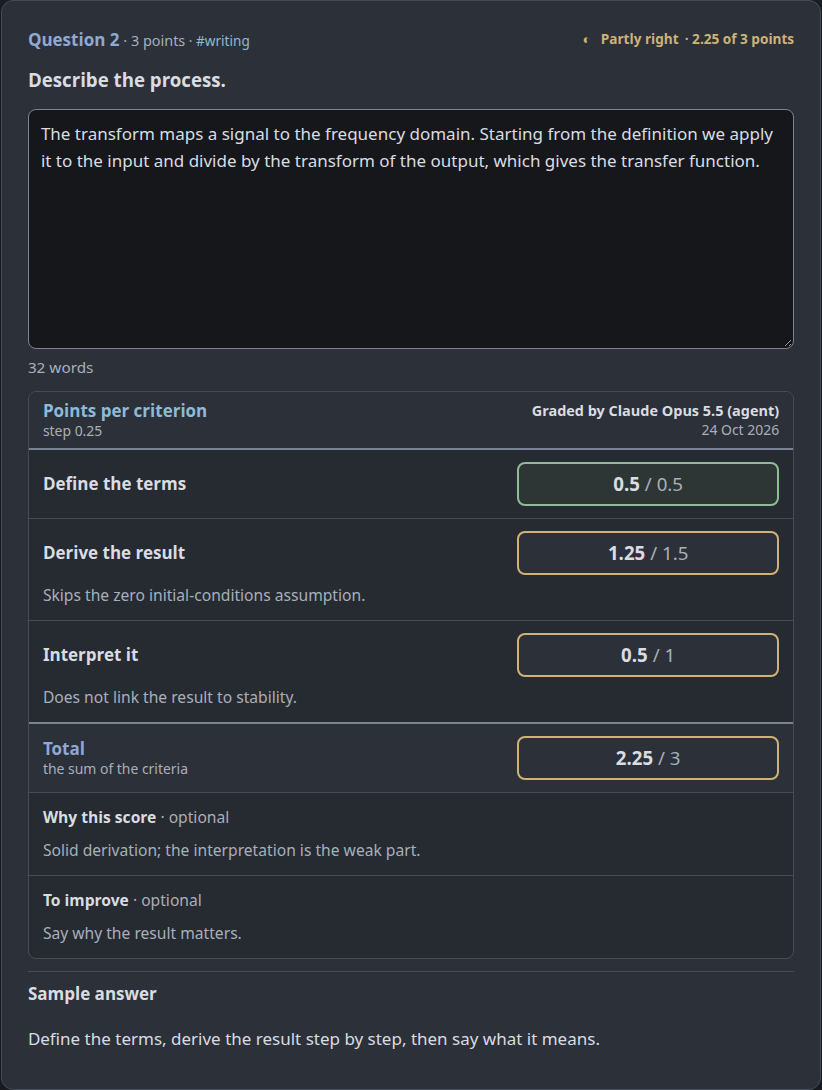 Question 2 · 3 points · #writing
Partly right · 2.25 of 3 points
Describe the process.
The transform maps a signal to the frequency domain. Starting from the definition we apply
it to the input and divide by the transform of the output, which gives the transfer function.
32 words
Points per criterion
Graded by Claude Opus 5.5 (agent)
step 0.25
24 Oct 2026
Define the terms
0.5 / 0.5
Derive the result
1.25 / 1.5
Skips the zero initial-conditions assumption.
Interpret it
0.5 / 1
Does not link the result to stability.
Total
2.25 / 3
the sum of the criteria
Why this score · optional
Solid derivation; the interpretation is the weak part.
To improve · optional
Say why the result matters.
Sample answer
Define the terms, derive the result step by step, then say what it means.